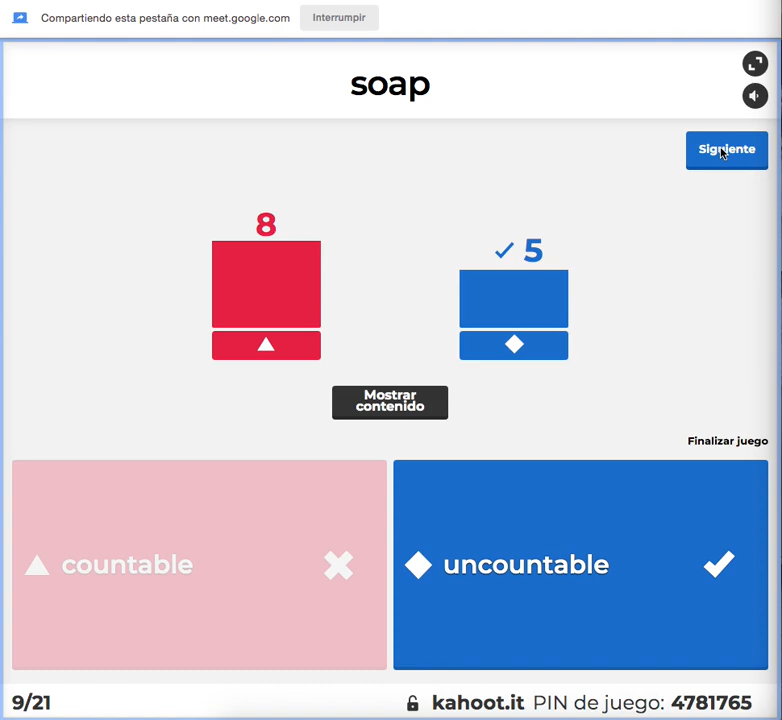 Compartiendo esta pestaña con meet.google.com Interrumpir
soap
Siguiente
8
5
Mostrar
contenido
Finalizar juego
countable
uncountable
9/21
kahoot.it PIN de juego: 4781765